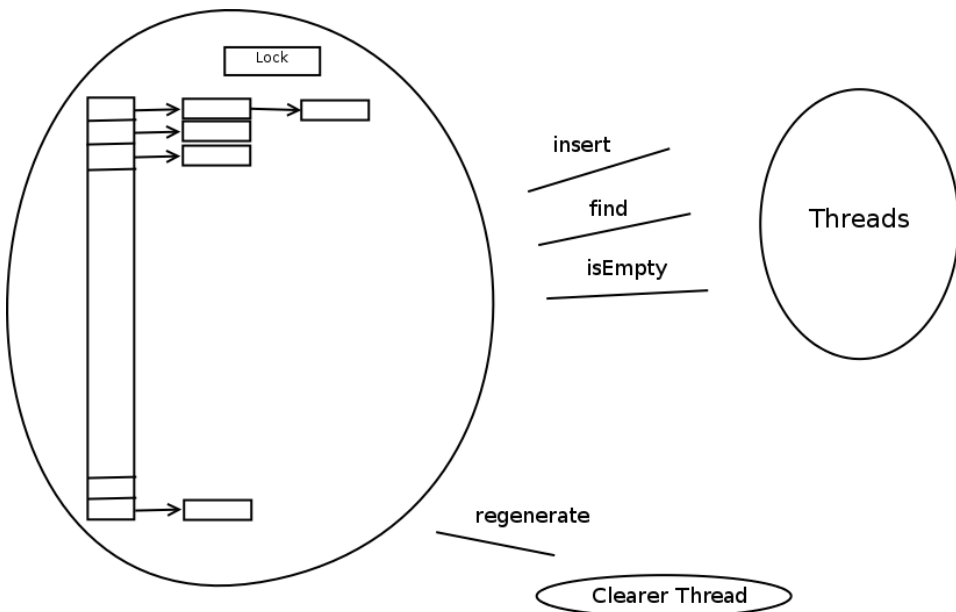 Lock
insert
find
isEmpty
Threads
regenerate
Clearer Thread